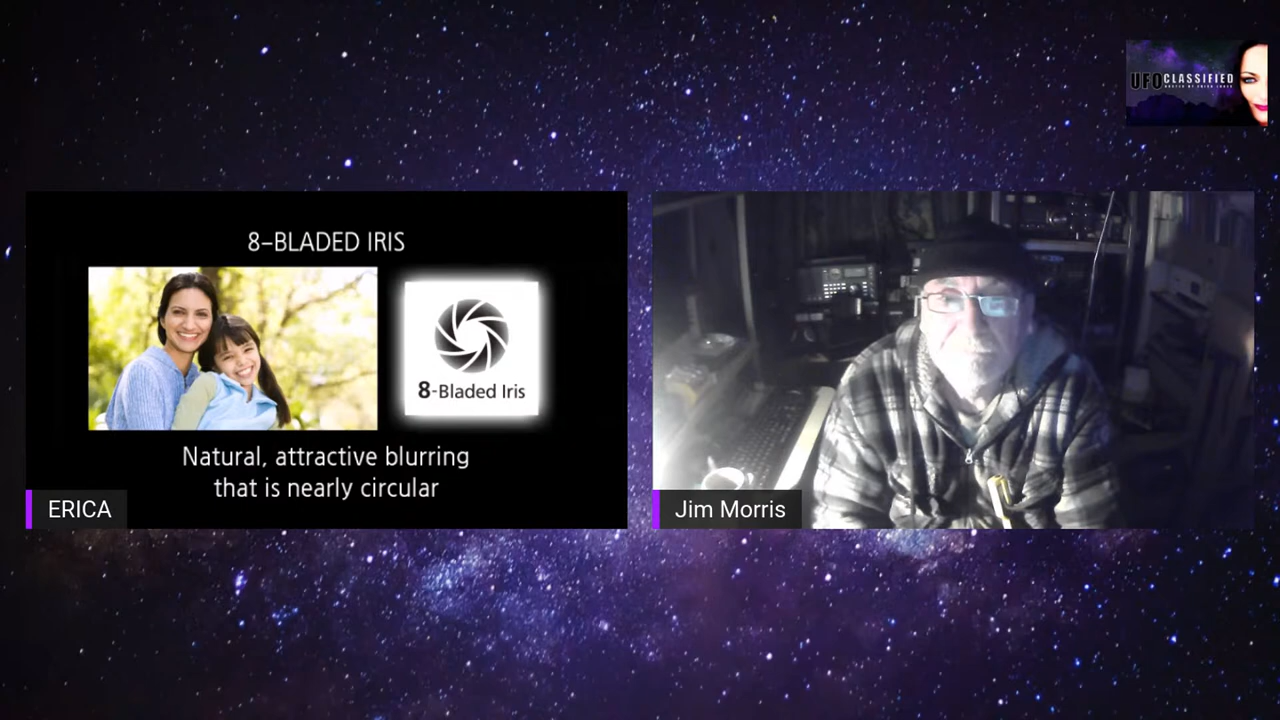 UFO CLASSIFIED
8-BLADED IRIS
8-Bladed Iris
Natural, attractive blurring
that is nearly circular
ERICA
Jim Morris